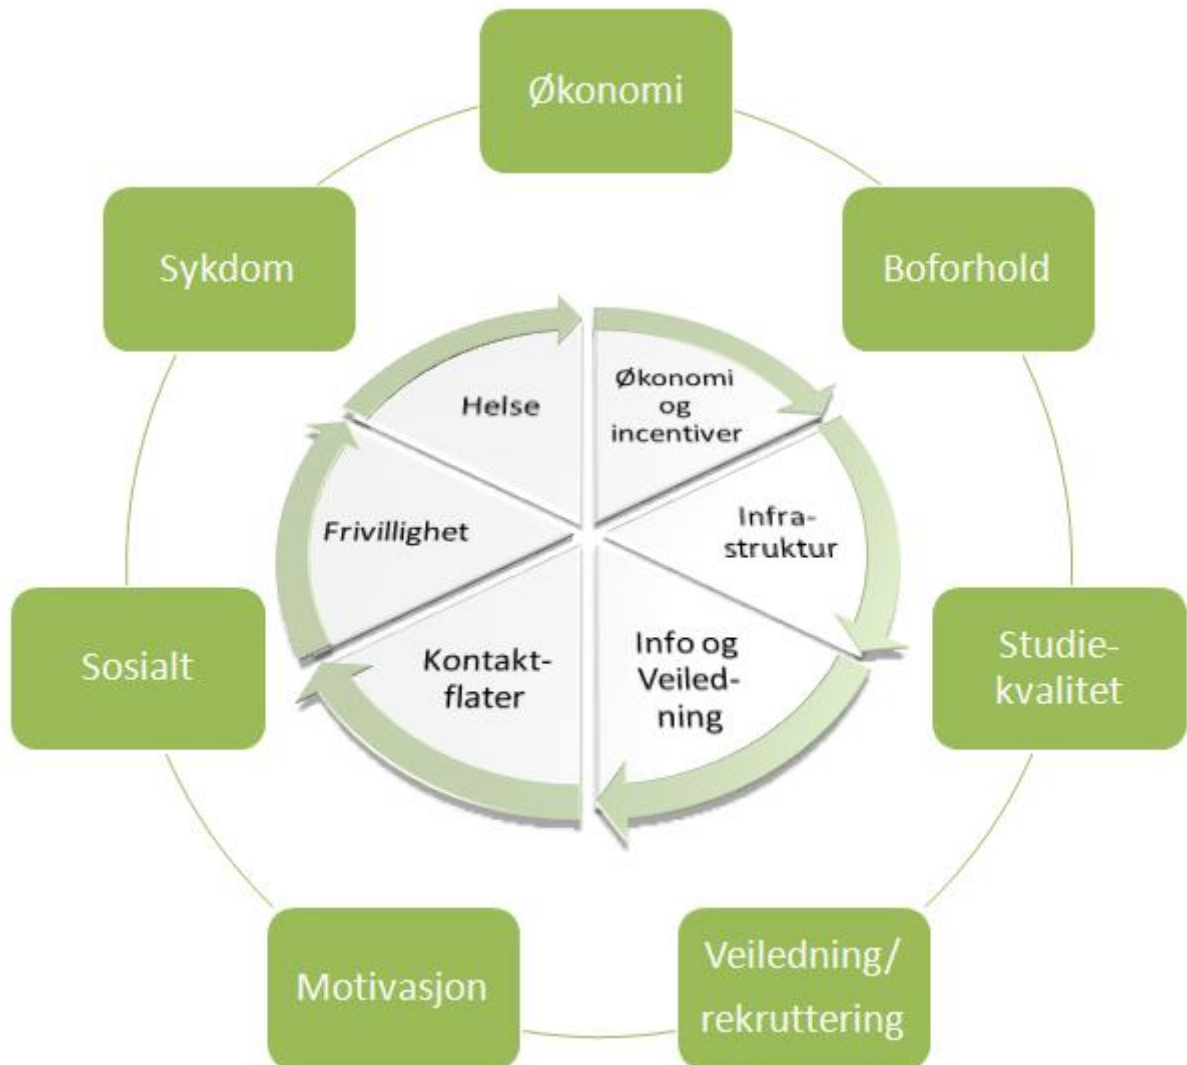 Økonomi
Boforhold
Studie-
kvalitet
Veiledning/
rekruttering
Motivasjon
Sosialt
Sykdom
Økonomi
og
incentiver
Infra-
struktur
Info og
Veiled-
ning
Kontakt-
flater
Frivillighet
Helse